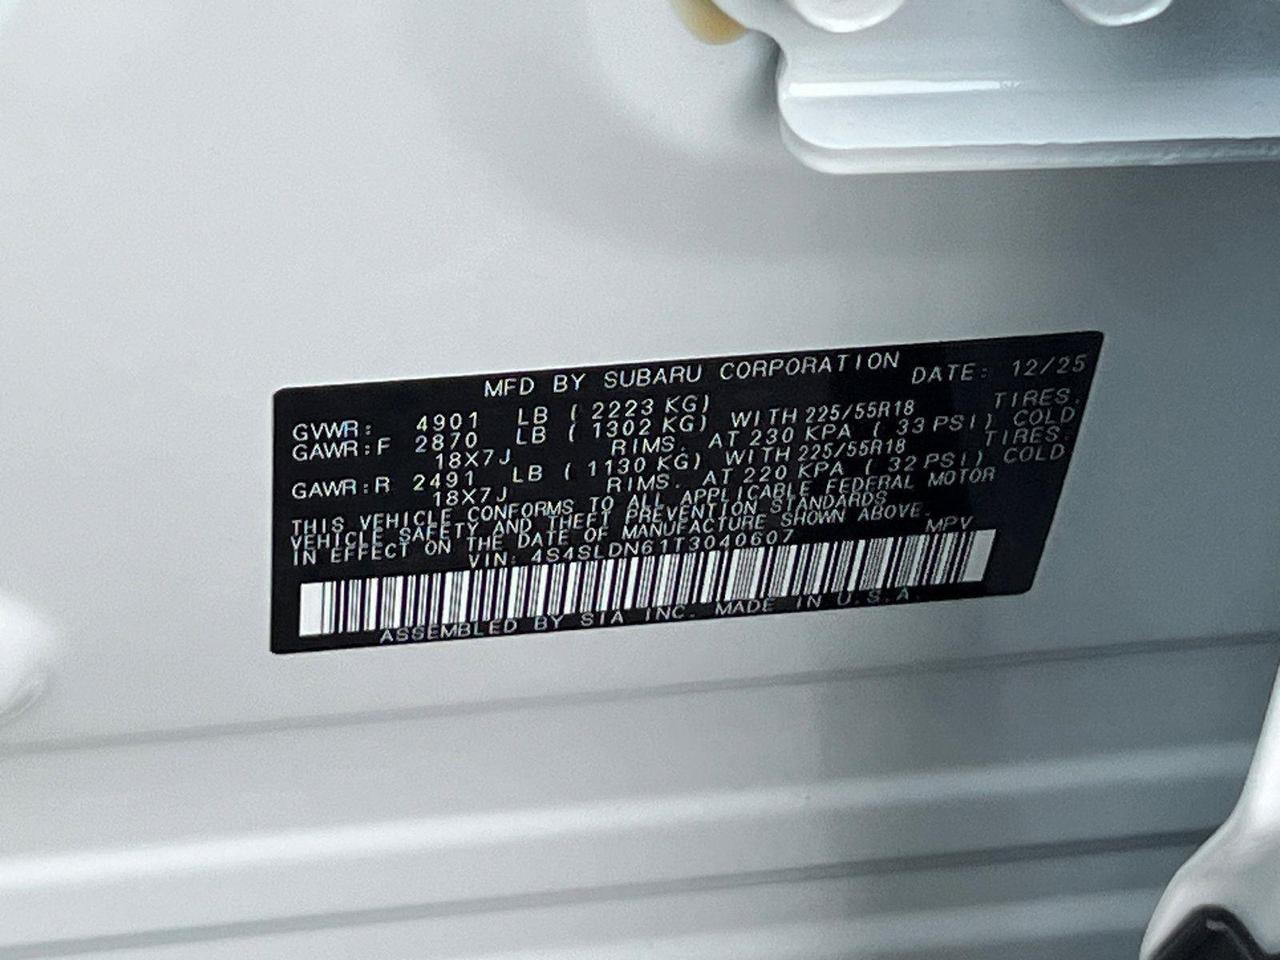 MFD BY SUBARU CORPORATION DATE: 12/25
GVWR: 4901 LB ( 2223 KG)
GAWR:F 2870 LB ( 1302 KG) WITH 225/55R18 TIRES.
18X7J RIMS. AT 230 KPA ( 33 PSI) COLD
GAWR:R 2491 LB ( 1130 KG) WITH 225/55R18 TIRES.
18X7J RIMS. AT 220 KPA ( 32 PSI) COLD
THIS VEHICLE CONFORMS TO ALL APPLICABLE FEDERAL MOTOR
VEHICLE SAFETY AND THEFT PREVENTION STANDARDS
IN EFFECT ON THE DATE OF MANUFACTURE SHOWN ABOVE.
VIN: 4S4SLDN61T3040607 MPV
ASSEMBLED BY SIA INC. MADE IN U.S.A.